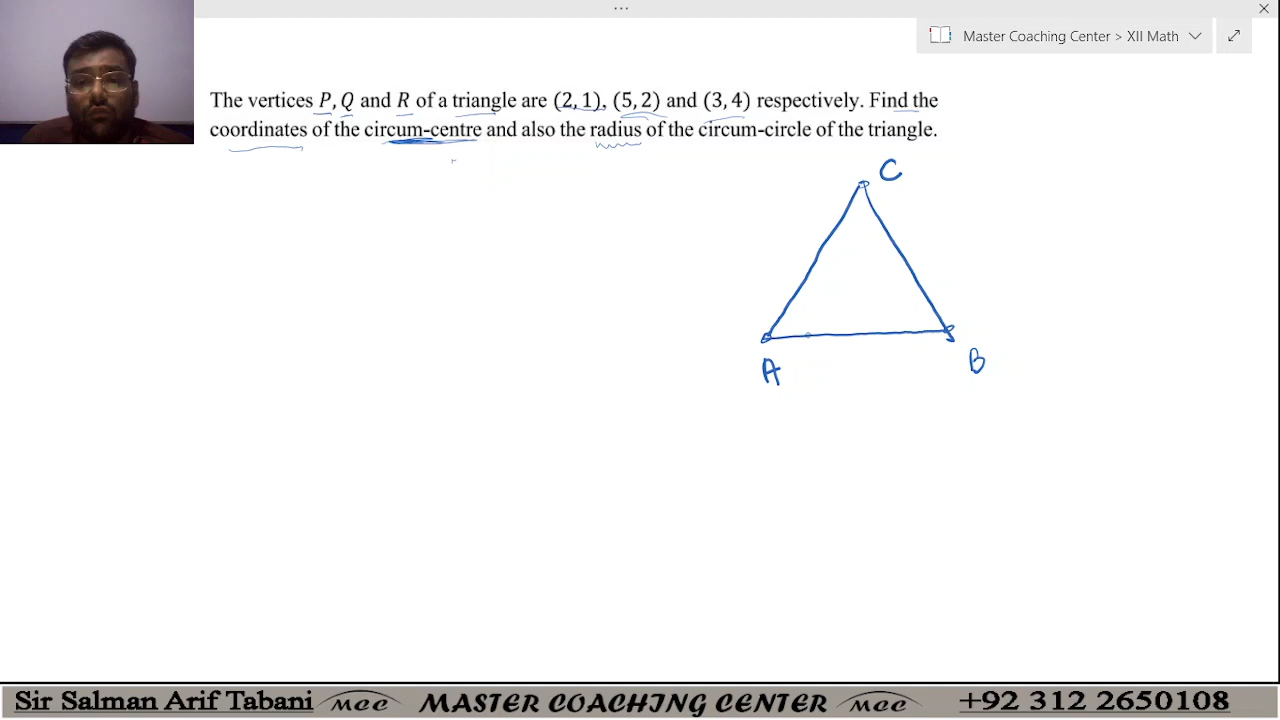 ...
Master Coaching Center > XII Math
The vertices P, Q and R of a triangle are (2, 1), (5, 2) and (3, 4) respectively. Find the
coordinates of the circum-centre and also the radius of the circum-circle of the triangle.
C
A
B
Sir Salman Arif Tabani MCC MASTER COACHING CENTER MCC +92 312 2650108